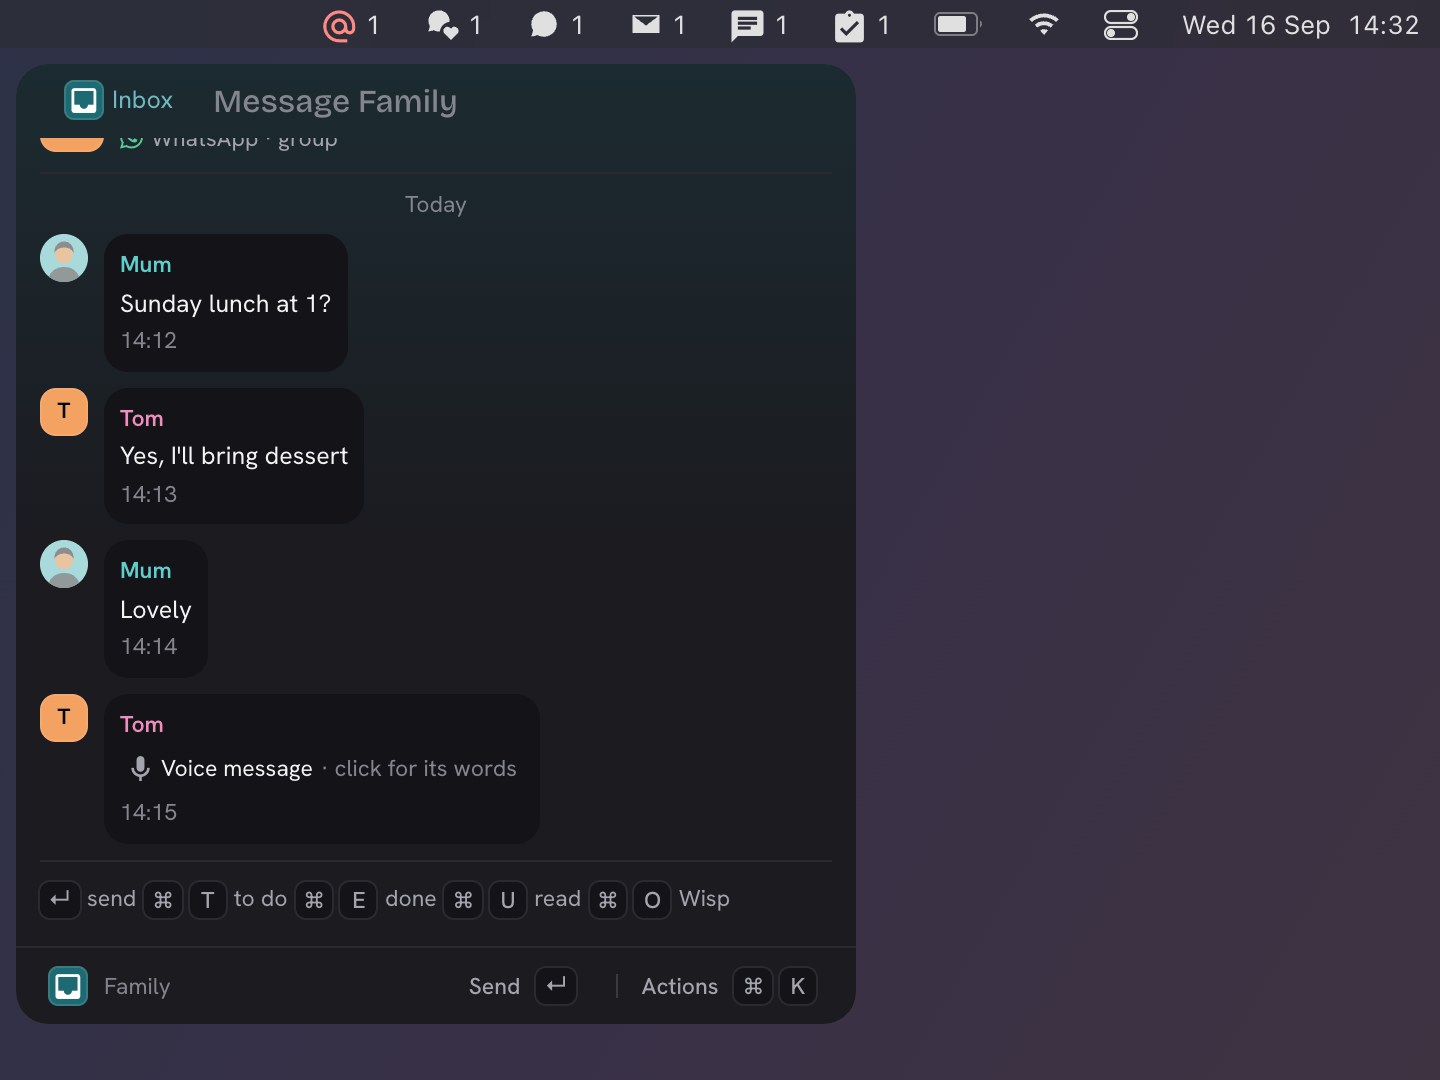 1 1 1 1 1 1 Wed 16 Sep 14:32
Inbox Message Family
WhatsApp · group
Today
Mum
Sunday lunch at 1?
14:12
T
Tom
Yes, I'll bring dessert
14:13
Mum
Lovely
14:14
T
Tom
Voice message · click for its words
14:15
↵ send ⌘ T to do ⌘ E done ⌘ U read ⌘ O Wisp
Family Send ↵ Actions ⌘ K